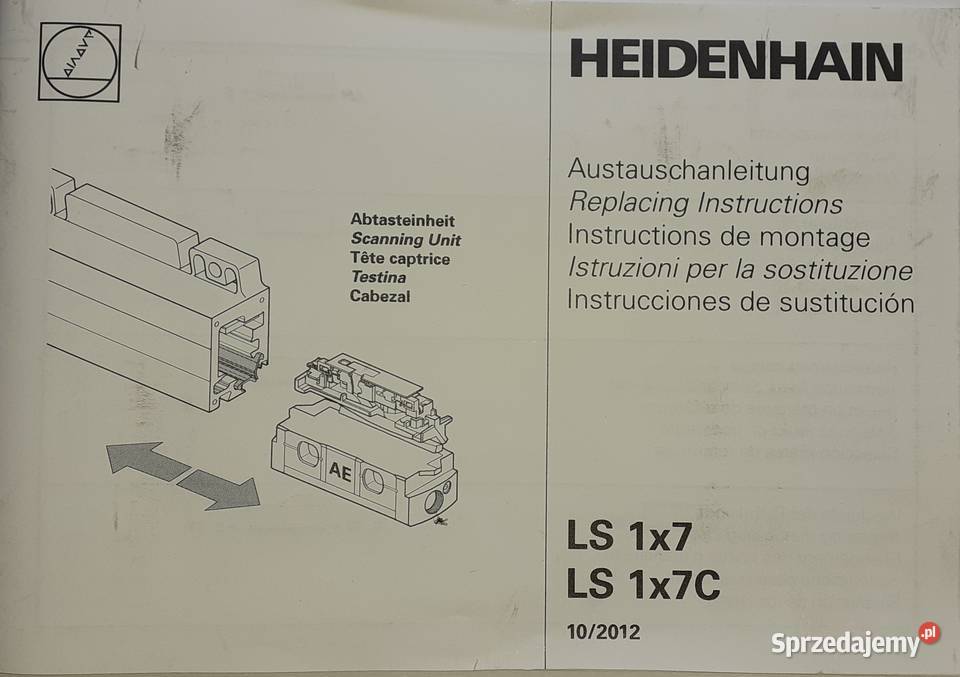 HEIDENHAIN
Austauschanleitung
Replacing Instructions
Instructions de montage
Istruzioni per la sostituzione
Instrucciones de sustitución
Abtasteinheit
Scanning Unit
Tête captrice
Testina
Cabezal
AE
LS 1x7
LS 1x7C
10/2012
Sprzedajemy.pl